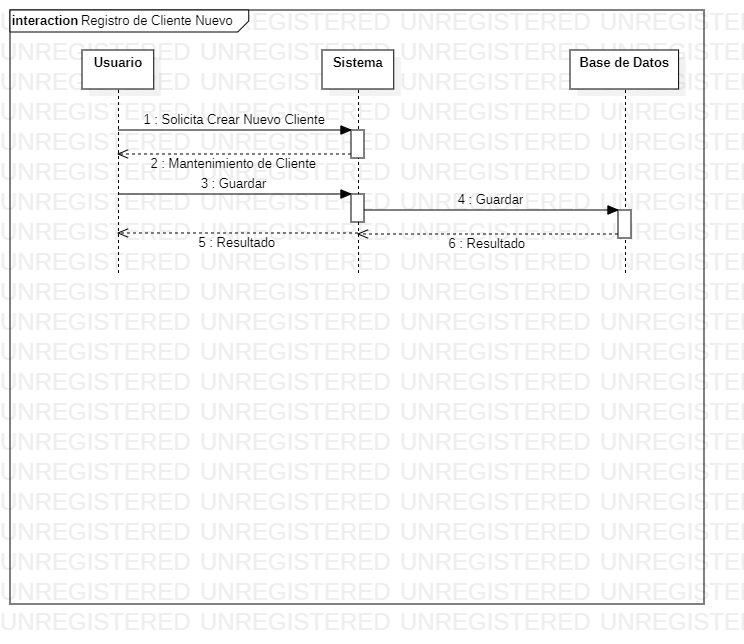 interaction Registro de Cliente Nuevo
Usuario
Sistema
Base de Datos
1 : Solicita Crear Nuevo Cliente
2 : Mantenimiento de Cliente
3 : Guardar
4 : Guardar
5 : Resultado
6 : Resultado
UNREGISTERED UNREGISTERED UNREGISTERED UNREGISTERED